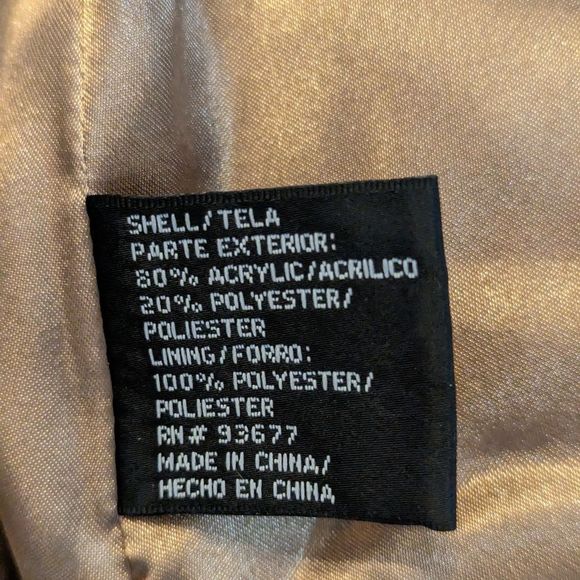 SHELL/TELA
PARTE EXTERIOR:
80% ACRYLIC/ACRILICO
20% POLYESTER/
POLIESTER
LINING/FORRO:
100% POLYESTER/
POLIESTER
RN# 93677
MADE IN CHINA/
HECHO EN CHINA